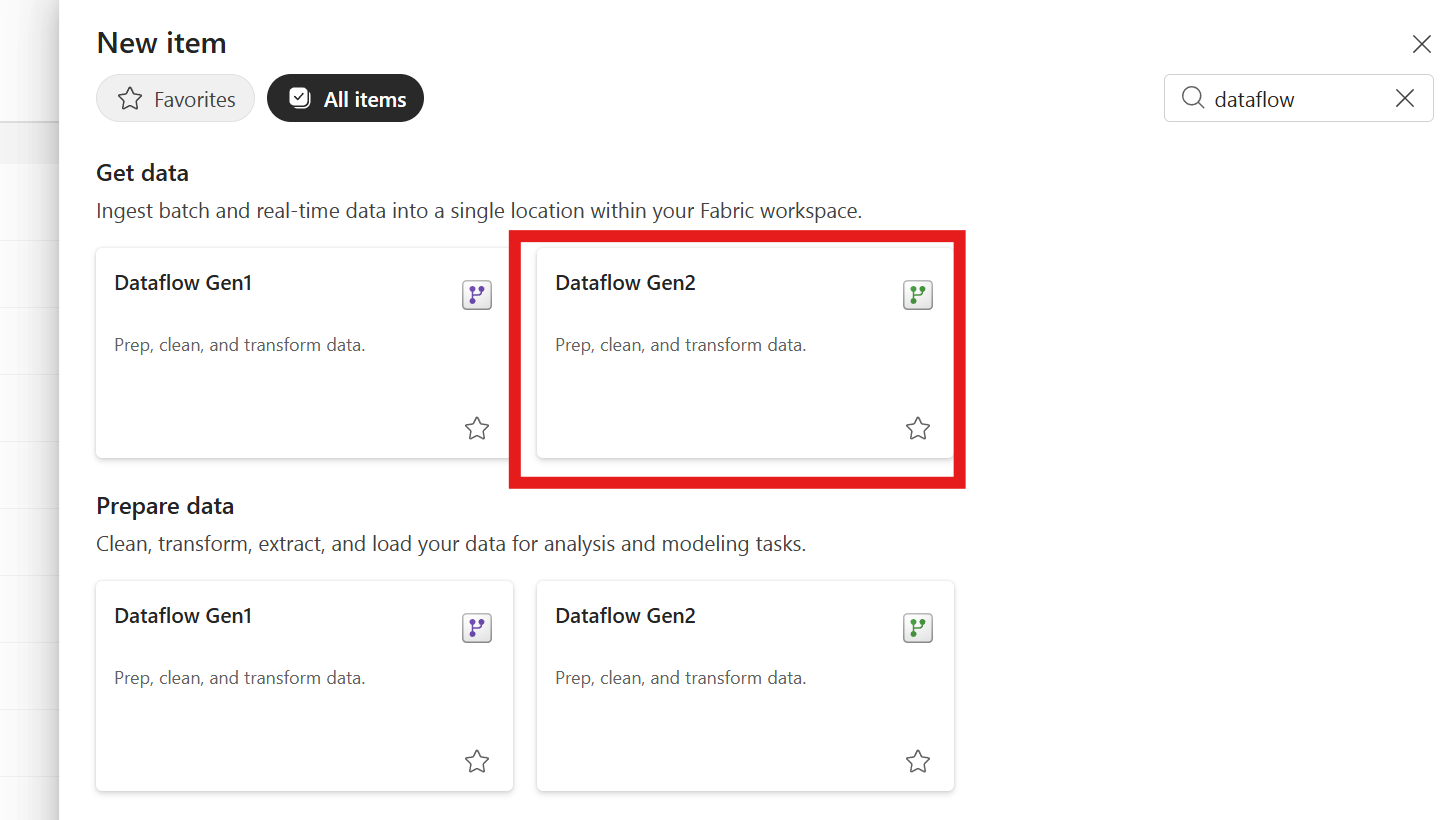 New item
Favorites
All items
dataflow
Get data
Ingest batch and real-time data into a single location within your Fabric workspace.
Dataflow Gen1
Prep, clean, and transform data.
Dataflow Gen2
Prep, clean, and transform data.
Prepare data
Clean, transform, extract, and load your data for analysis and modeling tasks.
Dataflow Gen1
Prep, clean, and transform data.
Dataflow Gen2
Prep, clean, and transform data.